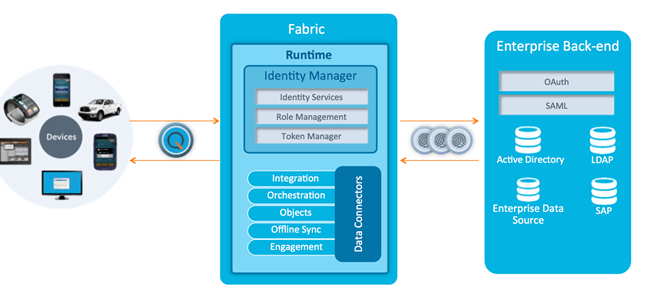 Devices
Fabric
Runtime
Identity Manager
Identity Services
Role Management
Token Manager
Integration
Orchestration
Objects
Offline Sync
Engagement
Data Connectors
Enterprise Back-end
OAuth
SAML
Active Directory
LDAP
Enterprise Data
Source
SAP